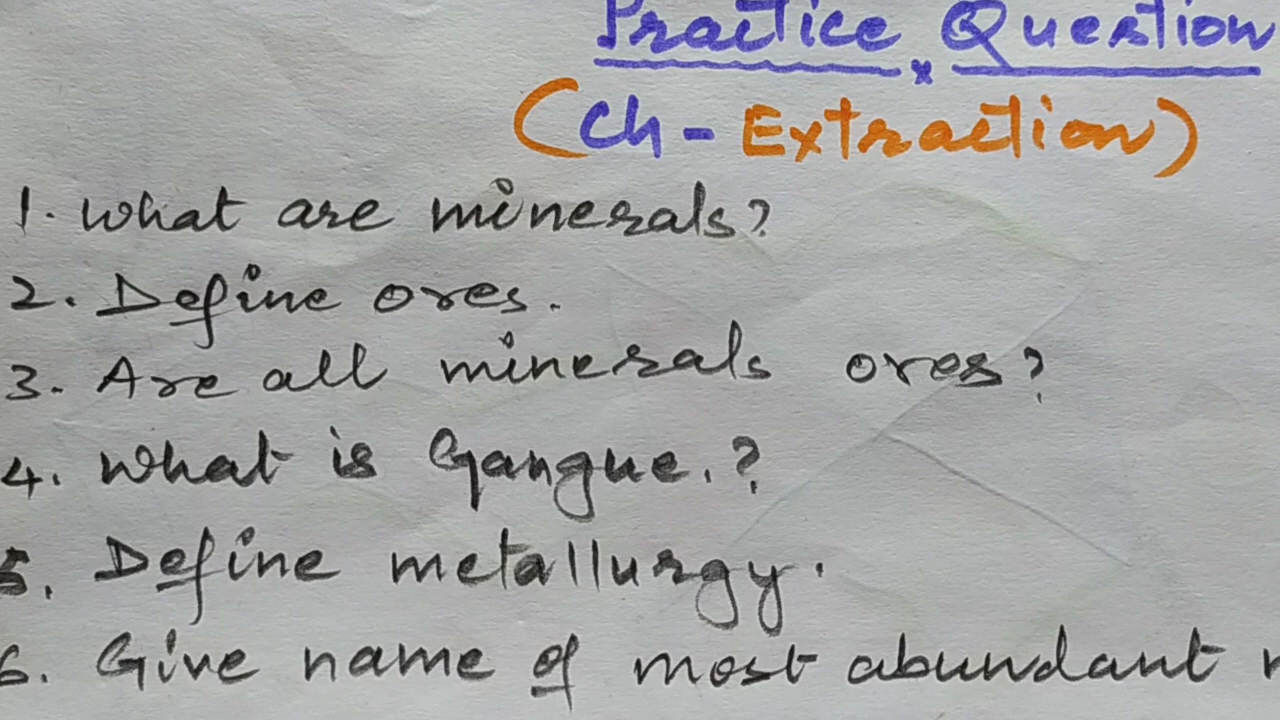 Practice Question
(Ch - Extraction)
1. What are minerals?
2. Define ores.
3. Are all minerals ores?
4. What is Gangue.?
5. Define metallurgy.
6. Give name of most abundant